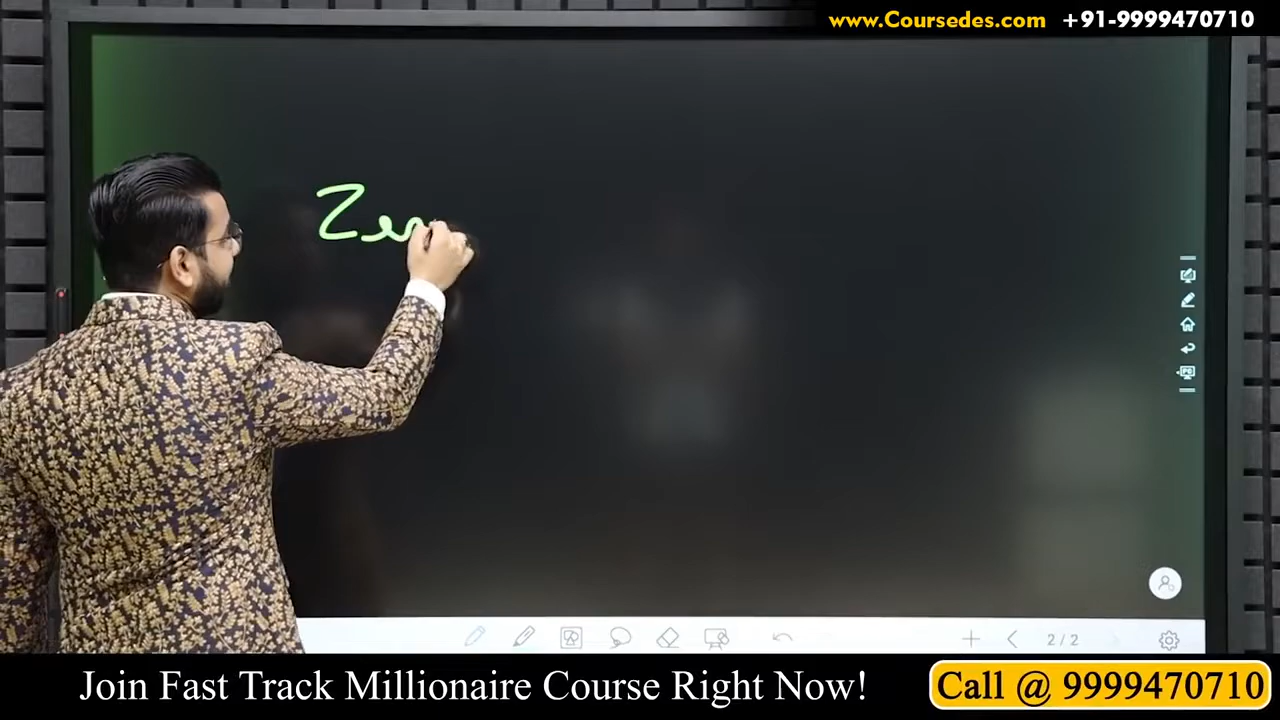 www.Coursedes.com +91-9999470710
Zer
2/2
Join Fast Track Millionaire Course Right Now!
Call @ 9999470710